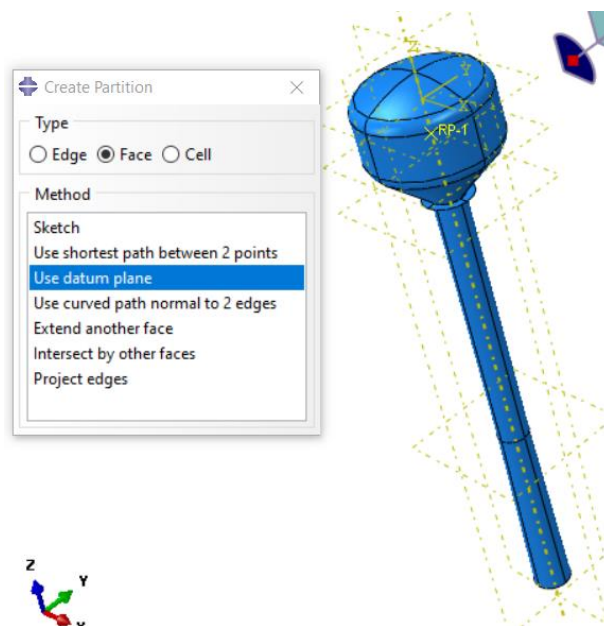 Create Partition
Type
Edge Face Cell
Method
Sketch
Use shortest path between 2 points
Use datum plane
Use curved path normal to 2 edges
Extend another face
Intersect by other faces
Project edges
Z
Y
X
RP-1
Z
Y
X